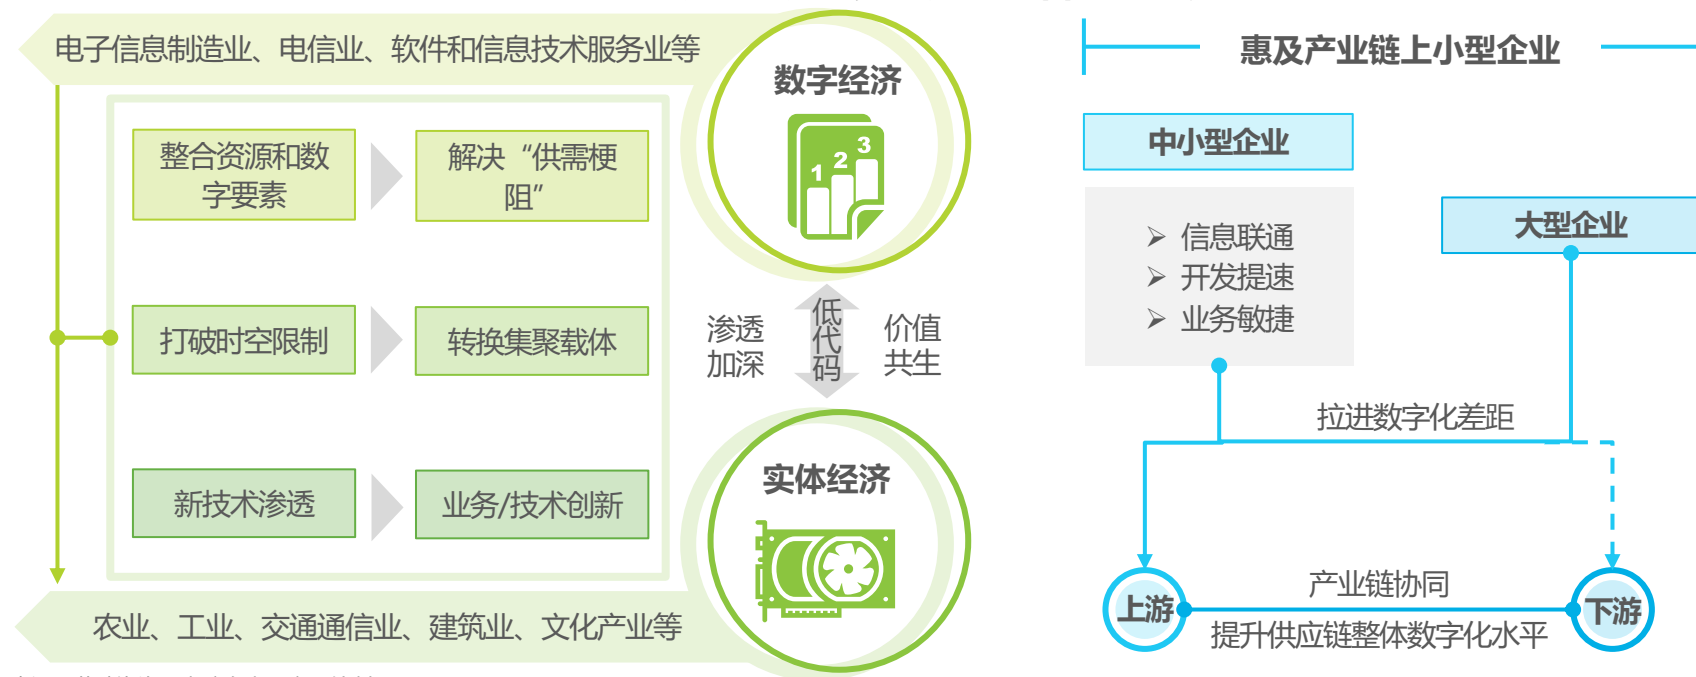 电子信息制造业、电信业、软件和信息技术服务业等
数字经济
1 2 3
整合资源和数
字要素
解决“供需梗
阻”
打破时空限制
转换集聚载体
新技术渗透
业务/技术创新
渗透
加深
低代码
价值
共生
实体经济
农业、工业、交通通信业、建筑业、文化产业等
惠及产业链上小型企业
中小型企业
➢ 信息联通
➢ 开发提速
➢ 业务敏捷
大型企业
拉进数字化差距
上游
产业链协同
提升供应链整体数字化水平
下游